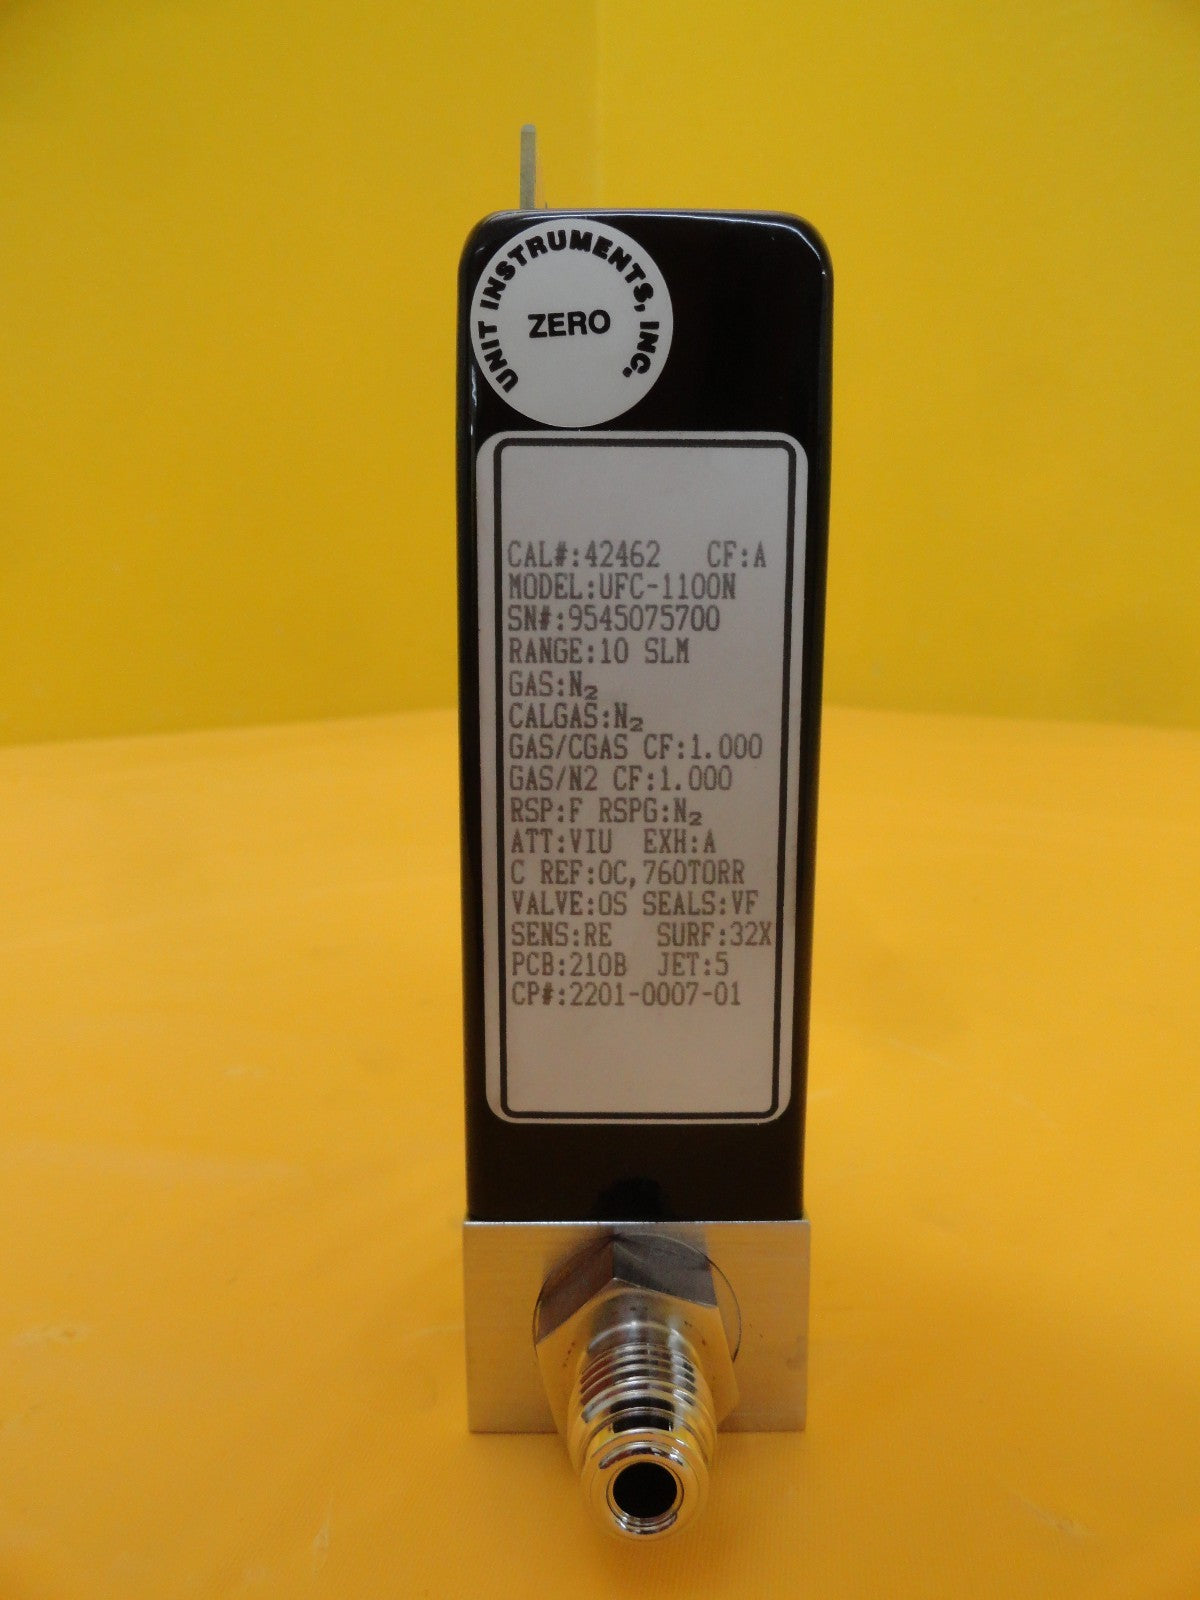 UNIT INSTRUMENTS, INC.
ZERO
CAL#:42462 CF:A
MODEL:UFC-1100N
SN#:9545075700
RANGE:10 SLM
GAS:N₂
CALGAS:N₂
GAS/CGAS CF:1.000
GAS/N2 CF:1.000
RSP:F RSPG:N₂
ATT:VIU EXH:A
C REF:0C,760TORR
VALVE:OS SEALS:VF
SENS:RE SURF:32X
PCB:210B JET:5
CP#:2201-0007-01